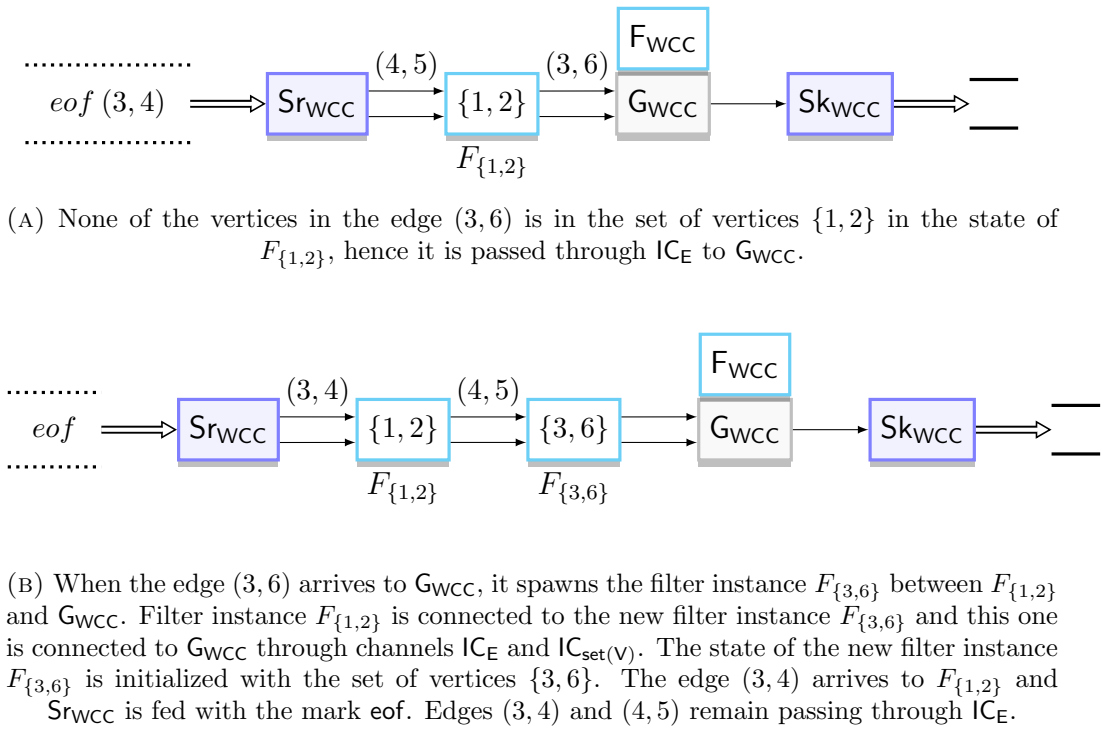 F_WCC
(4, 5) (3, 6)
eof (3, 4) Sr_WCC {1, 2} G_WCC Sk_WCC
F_{1,2}
(A) None of the vertices in the edge (3, 6) is in the set of vertices {1, 2} in the state of
F_{1,2}, hence it is passed through IC_E to G_WCC.
F_WCC
(3, 4) (4, 5)
eof Sr_WCC {1, 2} {3, 6} G_WCC Sk_WCC
F_{1,2} F_{3,6}
(B) When the edge (3, 6) arrives to G_WCC, it spawns the filter instance F_{3,6} between F_{1,2}
and G_WCC. Filter instance F_{1,2} is connected to the new filter instance F_{3,6} and this one
is connected to G_WCC through channels IC_E and IC_set(V). The state of the new filter instance
F_{3,6} is initialized with the set of vertices {3, 6}. The edge (3, 4) arrives to F_{1,2} and
Sr_WCC is fed with the mark eof. Edges (3, 4) and (4, 5) remain passing through IC_E.